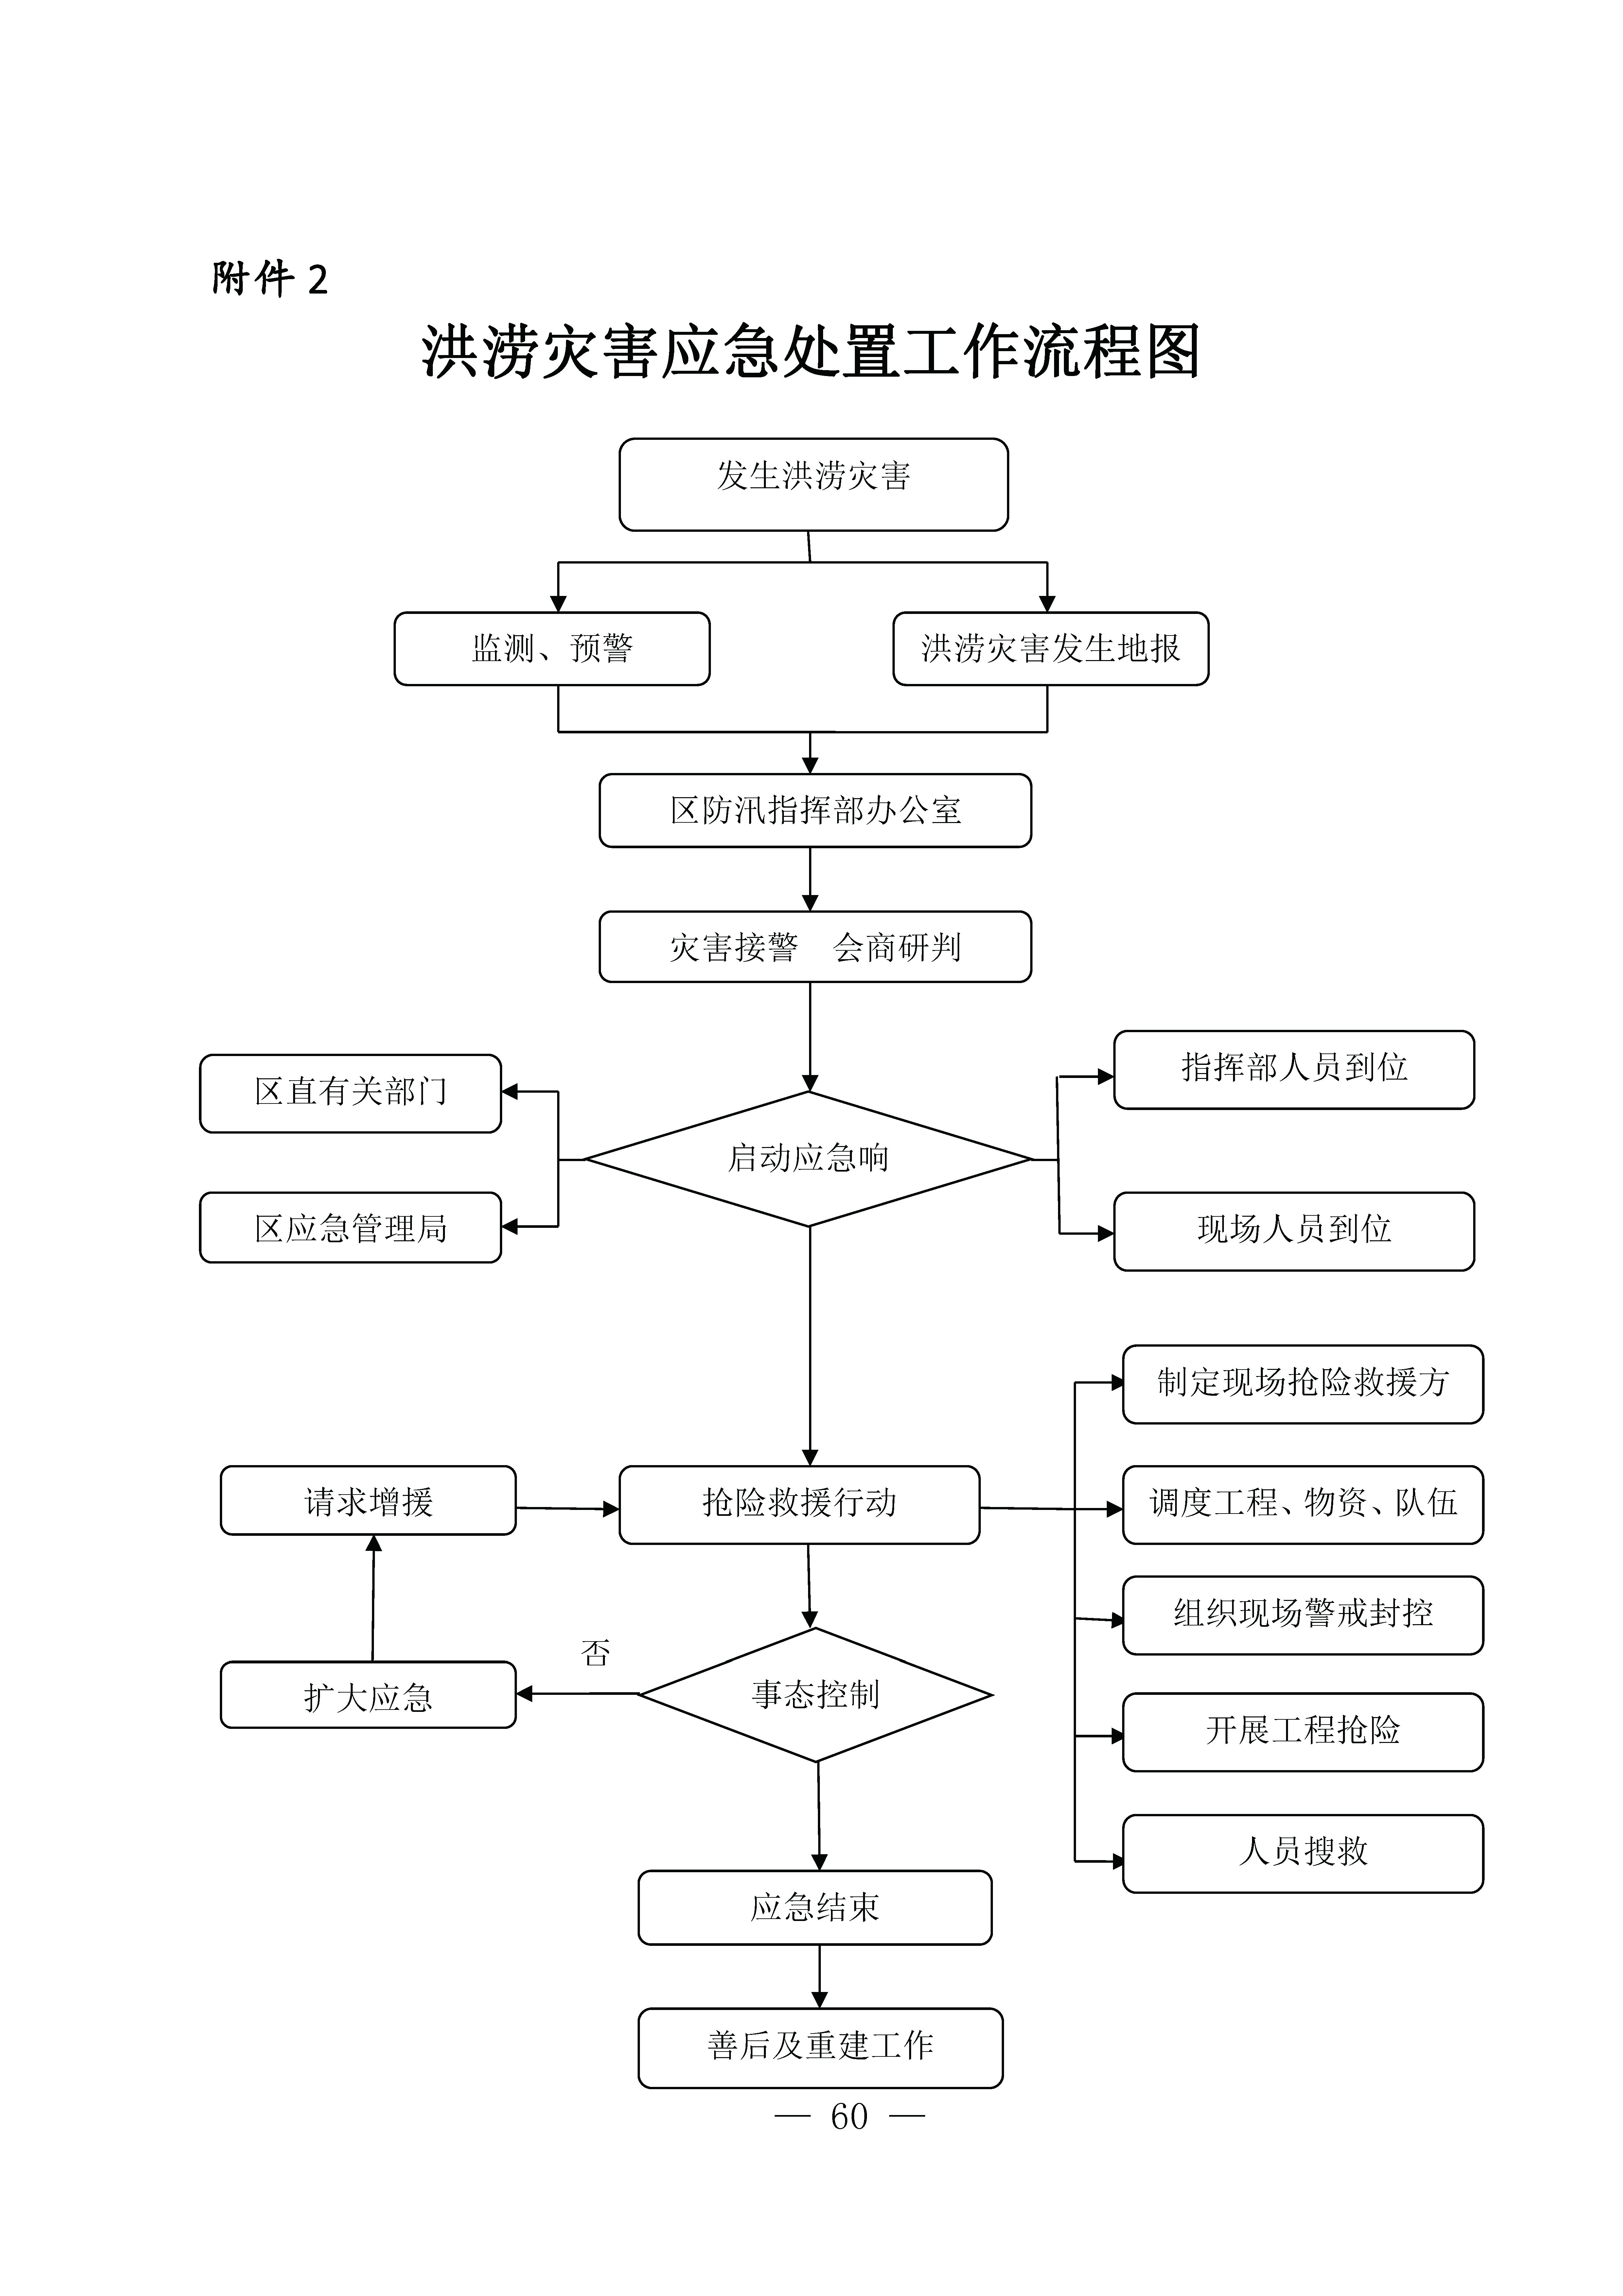 附件 2
洪涝灾害应急处置工作流程图
发生洪涝灾害
监测、预警
洪涝灾害发生地报
区防汛指挥部办公室
灾害接警　会商研判
区直有关部门
指挥部人员到位
启动应急响
区应急管理局
现场人员到位
制定现场抢险救援方
请求增援
抢险救援行动
调度工程、物资、队伍
组织现场警戒封控
否
扩大应急
事态控制
开展工程抢险
人员搜救
应急结束
善后及重建工作
— 60 —